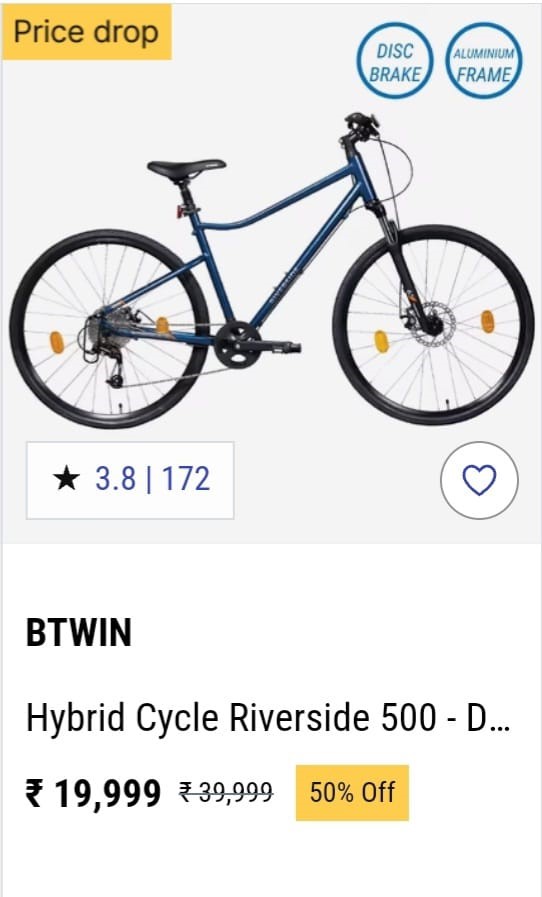 Price drop
DISC
BRAKE
ALUMINIUM
FRAME
★ 3.8 | 172
BTWIN
Hybrid Cycle Riverside 500 - D...
₹ 19,999 ₹ 39,999 50% Off